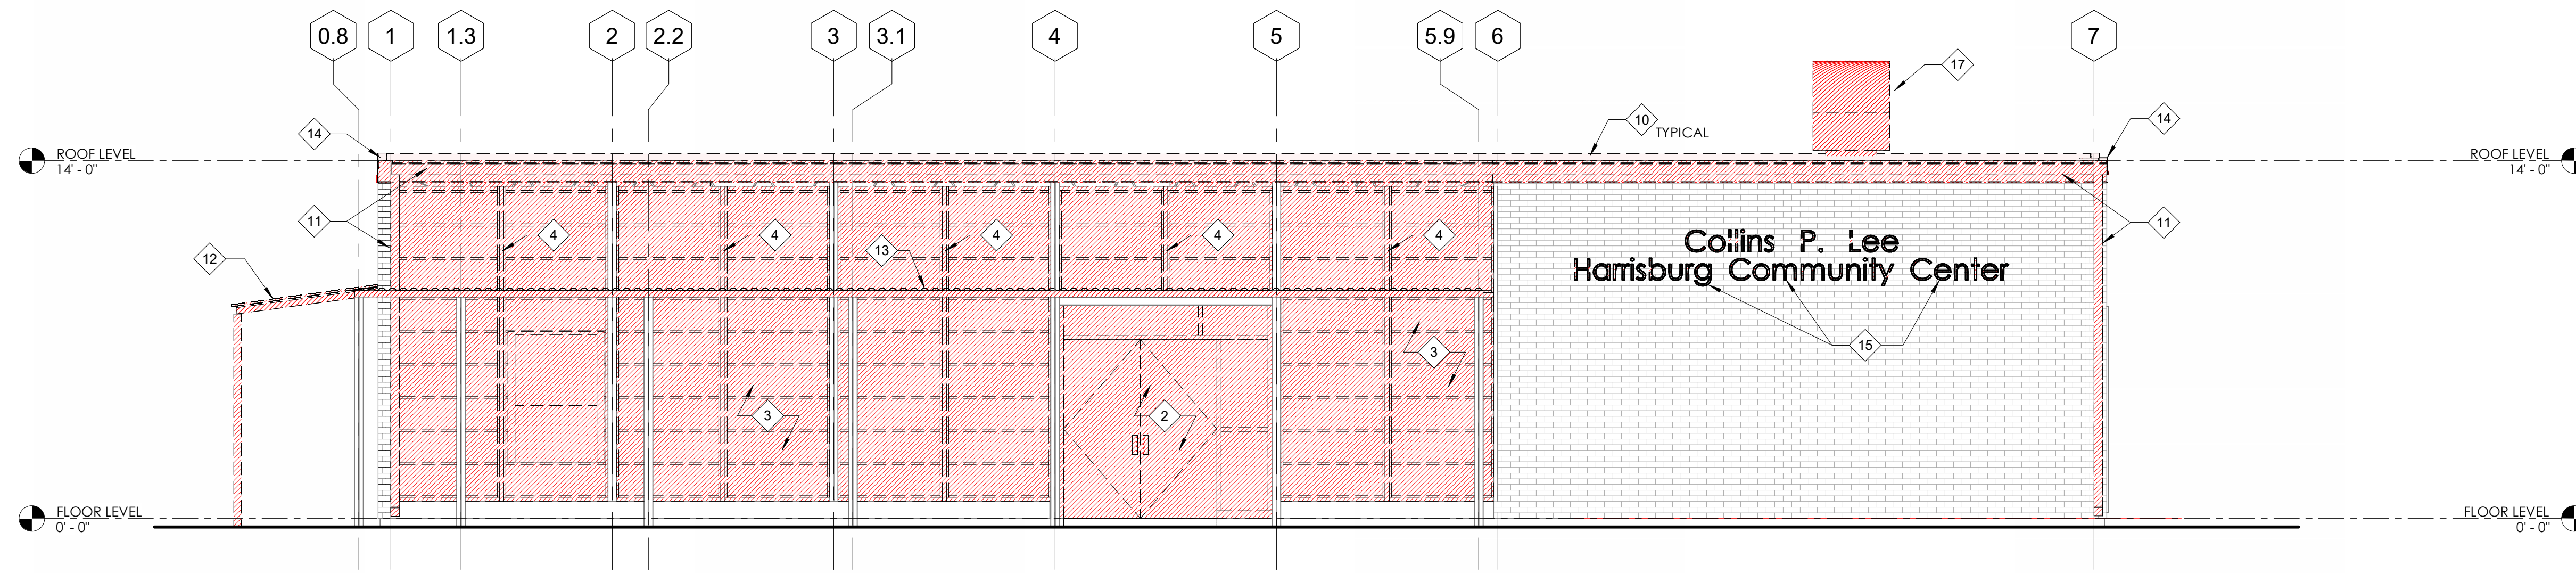 0.8 1 1.3 2 2.2 3 3.1 4 5 5.9 6 7
17
14 10 TYPICAL 14
ROOF LEVEL
14' - 0"
ROOF LEVEL
14' - 0"
11 4 4 4 4 4 11
13
12
Collins P. Lee
Harrisburg Community Center
15
3
3 2
FLOOR LEVEL
0' - 0"
FLOOR LEVEL
0' - 0"